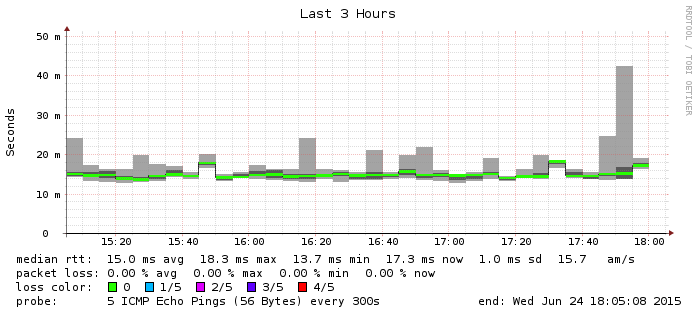 Last 3 Hours
RRDTOOL / TOBI OETIKER
Seconds
50 m
40 m
30 m
20 m
10 m
0
15:20 15:40 16:00 16:20 16:40 17:00 17:20 17:40 18:00
median rtt: 15.0 ms avg 18.3 ms max 13.7 ms min 17.3 ms now 1.0 ms sd 15.7 am/s
packet loss: 0.00 % avg 0.00 % max 0.00 % min 0.00 % now
loss color: 0 1/5 2/5 3/5 4/5
probe: 5 ICMP Echo Pings (56 Bytes) every 300s end: Wed Jun 24 18:05:08 2015